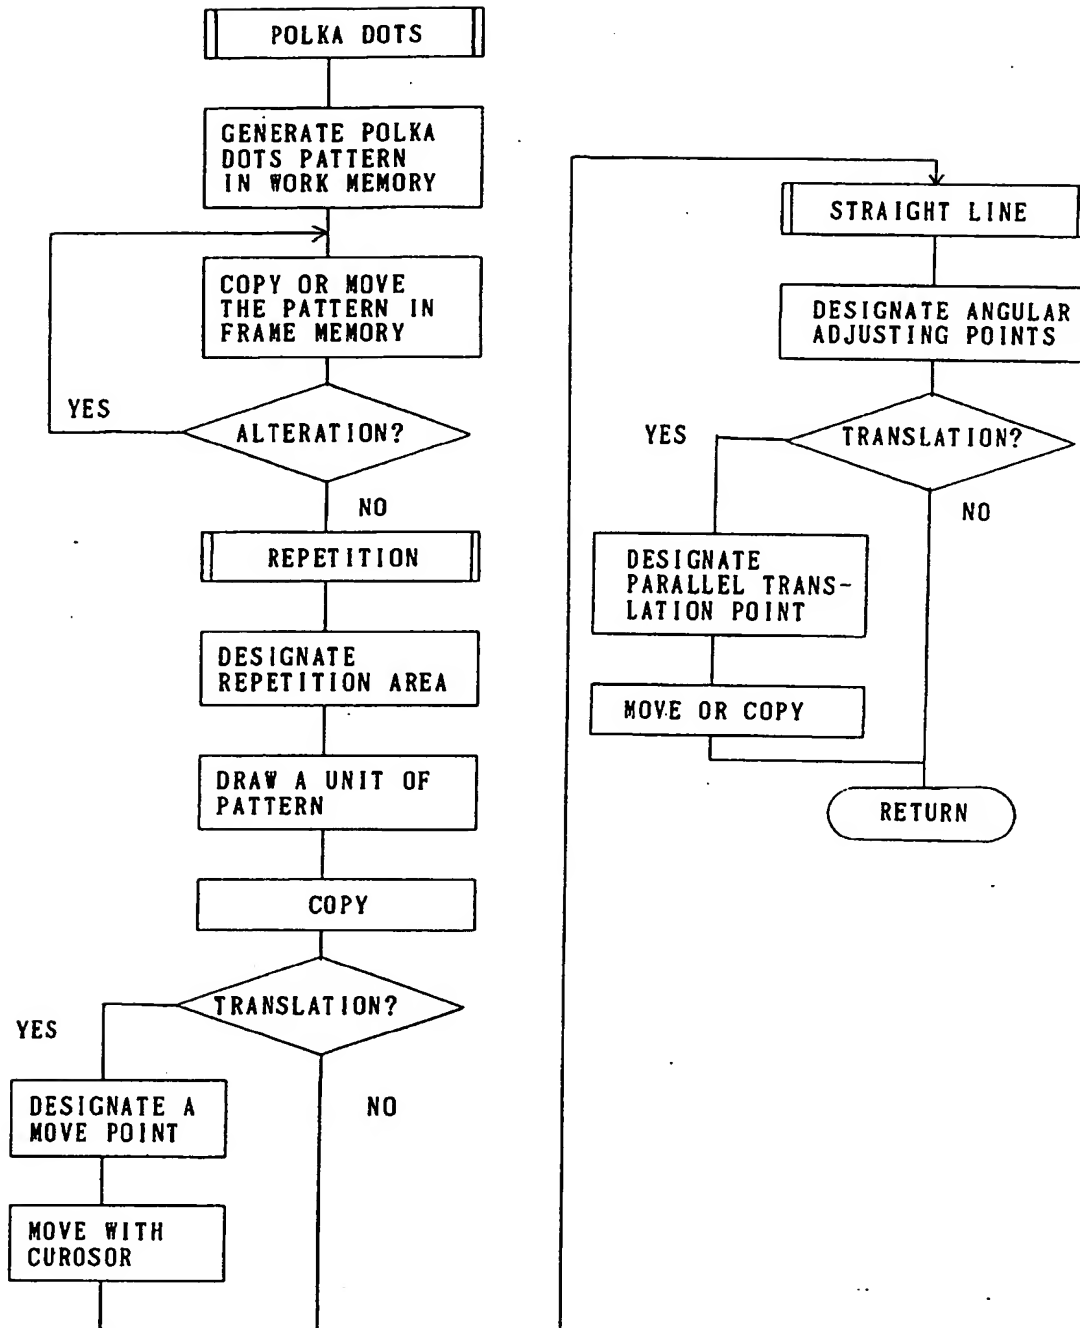 POLKA DOTS
GENERATE POLKA
DOTS PATTERN
IN WORK MEMORY
COPY OR MOVE
THE PATTERN IN
FRAME MEMORY
YES
ALTERATION?
NO
REPETITION
DESIGNATE
REPETITION AREA
DRAW A UNIT OF
PATTERN
COPY
TRANSLATION?
YES
NO
DESIGNATE A
MOVE POINT
MOVE WITH
CUROSOR
STRAIGHT LINE
DESIGNATE ANGULAR
ADJUSTING POINTS
YES
TRANSLATION?
NO
DESIGNATE
PARALLEL TRANS-
LATION POINT
MOVE OR COPY
RETURN